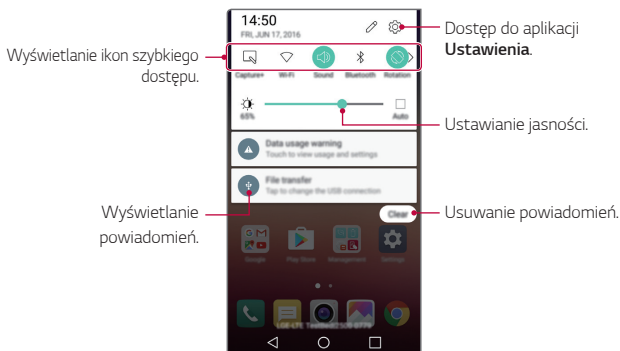 14:50
FRI, JUN 17, 2016
Dostęp do aplikacji
Ustawienia.
Wyświetlanie ikon szybkiego
dostępu.
Capture+ Wi-Fi Sound Bluetooth Rotation
65%
Auto
Ustawianie jasności.
Data usage warning
Touch to view usage and settings
File transfer
Tap to change the USB connection
Wyświetlanie
powiadomień.
Clear
Usuwanie powiadomień.
Google Play Store Management Settings